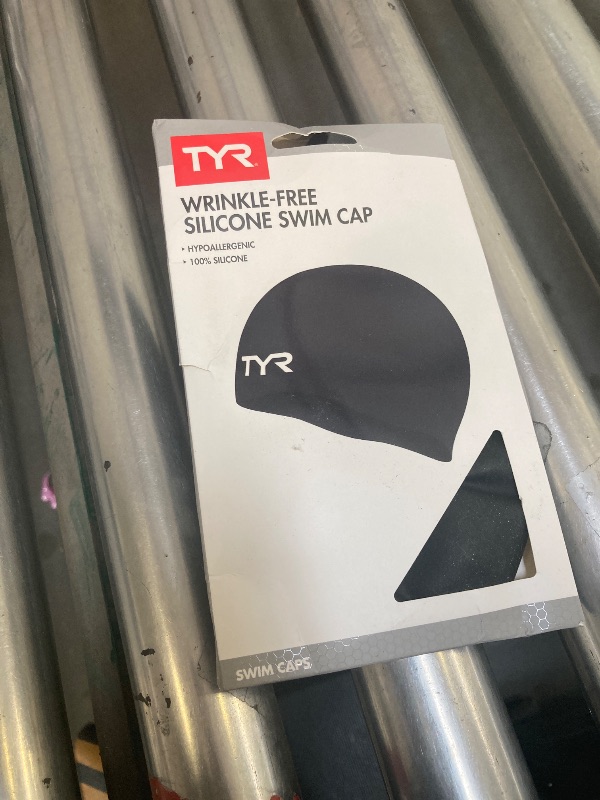 TYR
WRINKLE-FREE
SILICONE SWIM CAP
▸ HYPOALLERGENIC
▸ 100% SILICONE
TYR
SWIM CAPS